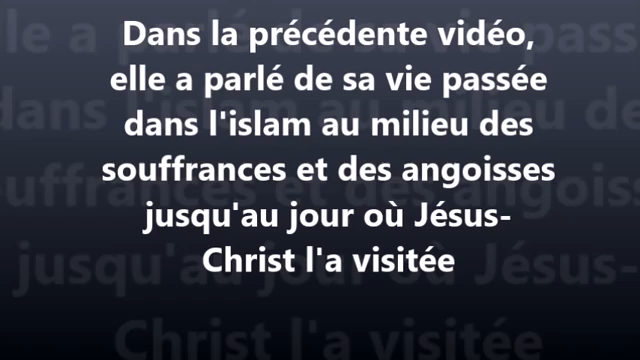 Dans la précédente vidéo,
elle a parlé de sa vie passée
dans l'islam au milieu des
souffrances et des angoisses
jusqu'au jour où Jésus-
Christ l'a visitée